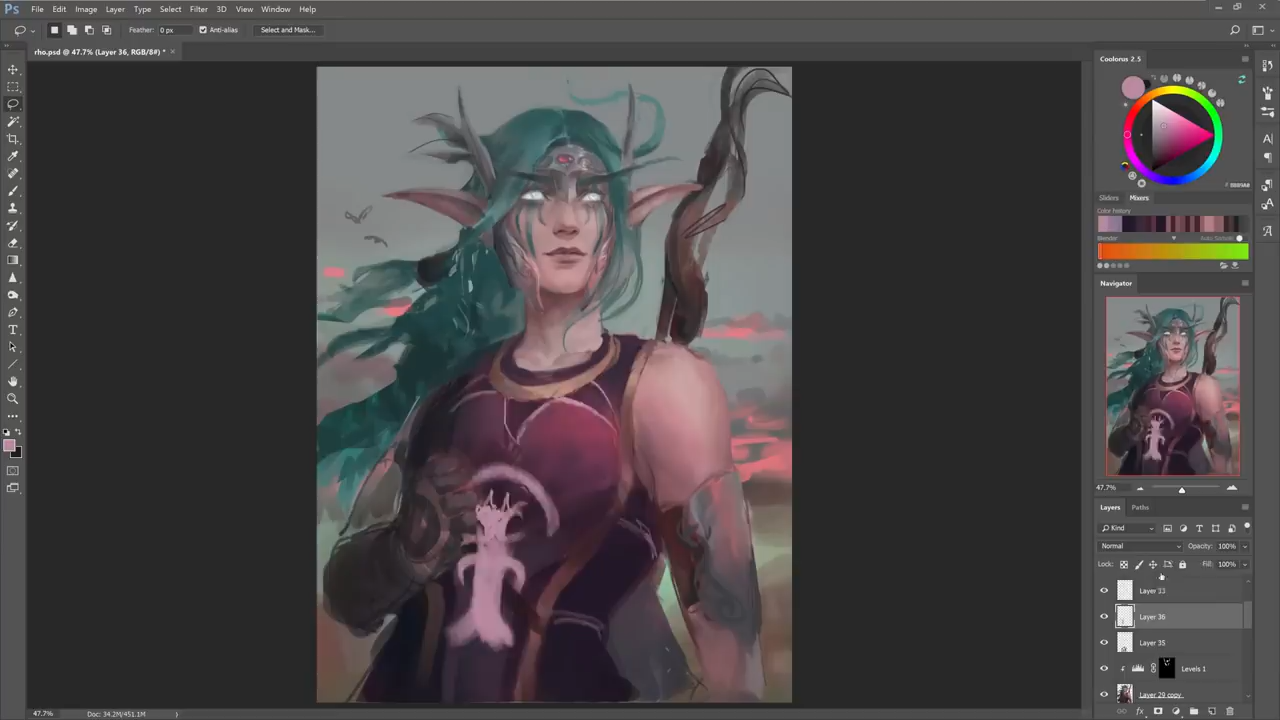 Ps File Edit Image Layer Type Select Filter 3D View Window Help
Feather: 0 px Anti-alias Select and Mask...
rho.psd @ 47.7% (Layer 36, RGB/8#) * ×
Coolorus 2.5
Sliders Mixers
Color history
Blender
Navigator
47.7%
Layers Paths
Kind
Normal Opacity: 100%
Lock: Fill: 100%
Layer 33
Layer 36
Layer 35
Levels 1
Layer 29 copy
47.7% Doc: 34.2M/451.1M